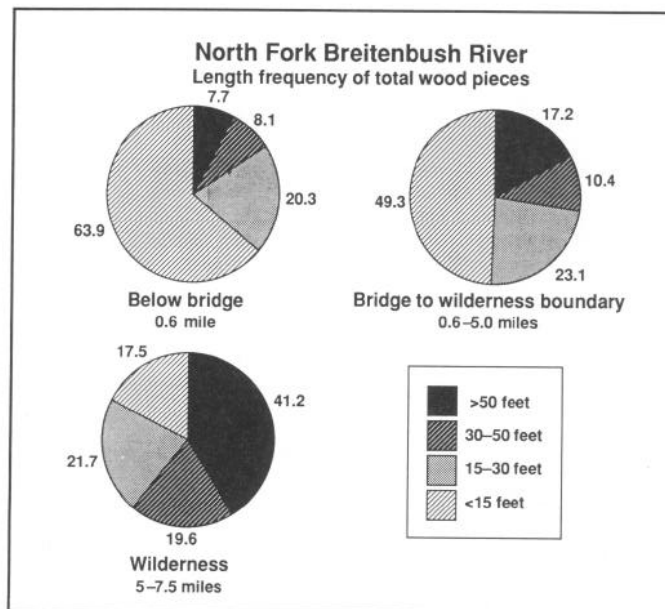 North Fork Breitenbush River
Length frequency of total wood pieces
7.7
8.1
20.3
63.9
Below bridge
0.6 mile
17.2
10.4
23.1
49.3
Bridge to wilderness boundary
0.6–5.0 miles
17.5
41.2
21.7
19.6
Wilderness
5–7.5 miles
>50 feet
30–50 feet
15–30 feet
<15 feet